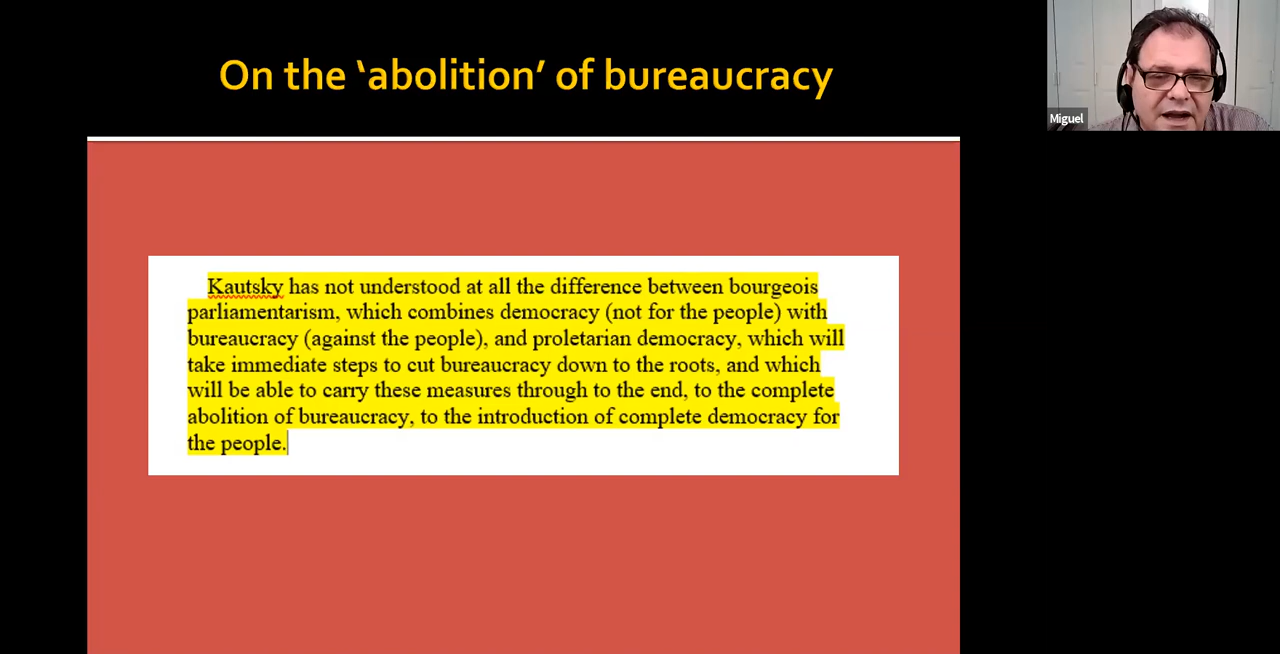 On the ‘abolition’ of bureaucracy
Miguel
Kautsky has not understood at all the difference between bourgeois
parliamentarism, which combines democracy (not for the people) with
bureaucracy (against the people), and proletarian democracy, which will
take immediate steps to cut bureaucracy down to the roots, and which
will be able to carry these measures through to the end, to the complete
abolition of bureaucracy, to the introduction of complete democracy for
the people.